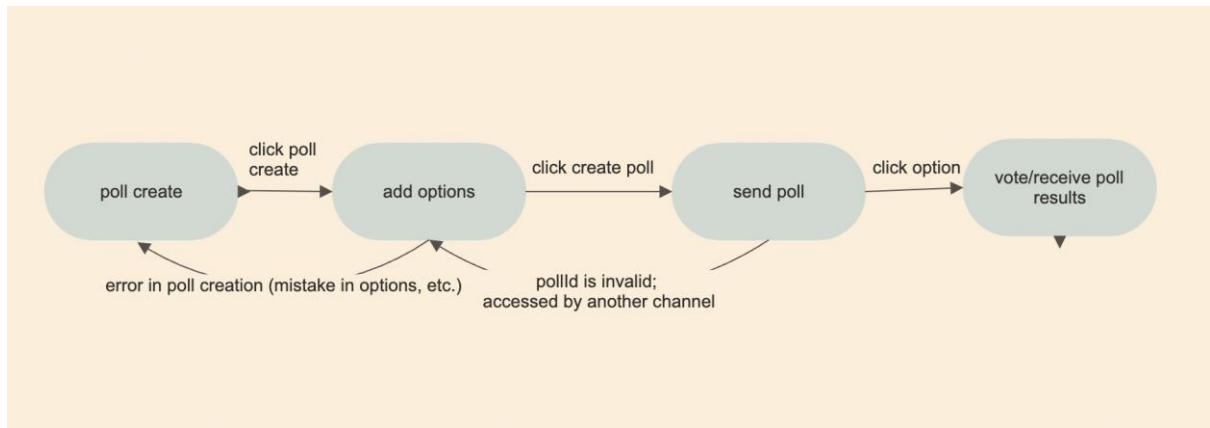 poll create
click poll
create
add options
click create poll
send poll
click option
vote/receive poll
results
error in poll creation (mistake in options, etc.)
pollId is invalid;
accessed by another channel